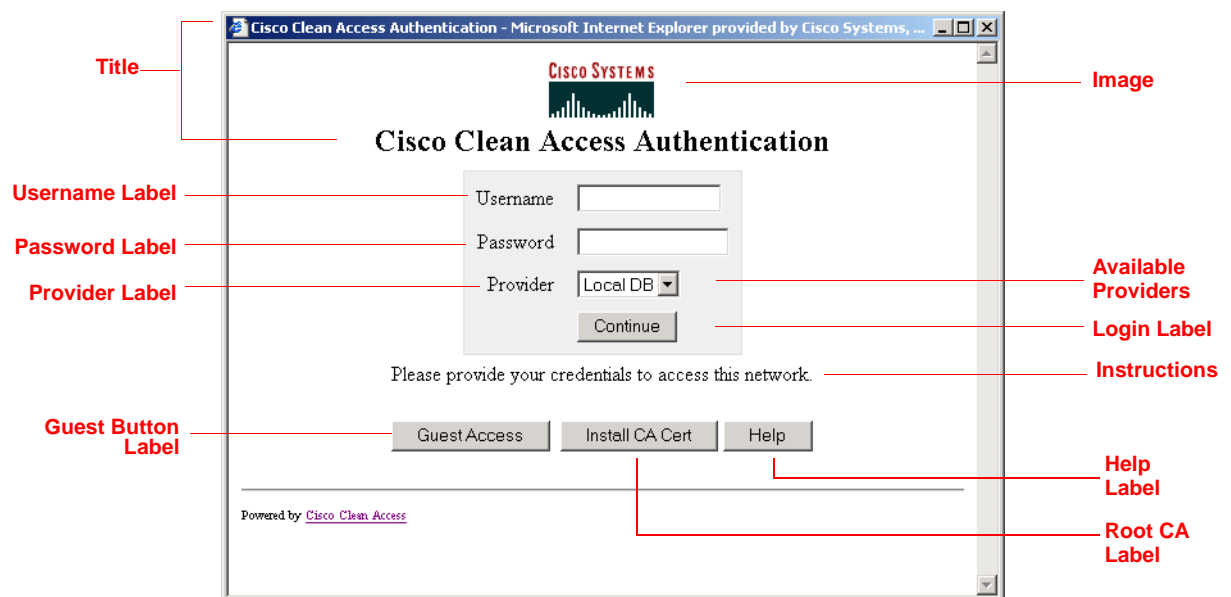 Cisco Clean Access Authentication - Microsoft Internet Explorer provided by Cisco Systems, ...
Title
CISCO SYSTEMS
Image
Cisco Clean Access Authentication
Username Label
Username
Password Label
Password
Provider Label
Provider
Local DB
Available
Providers
Continue
Login Label
Please provide your credentials to access this network.
Instructions
Guest Button
Label
Guest Access
Install CA Cert
Help
Help
Label
Powered by Cisco Clean Access
Root CA
Label